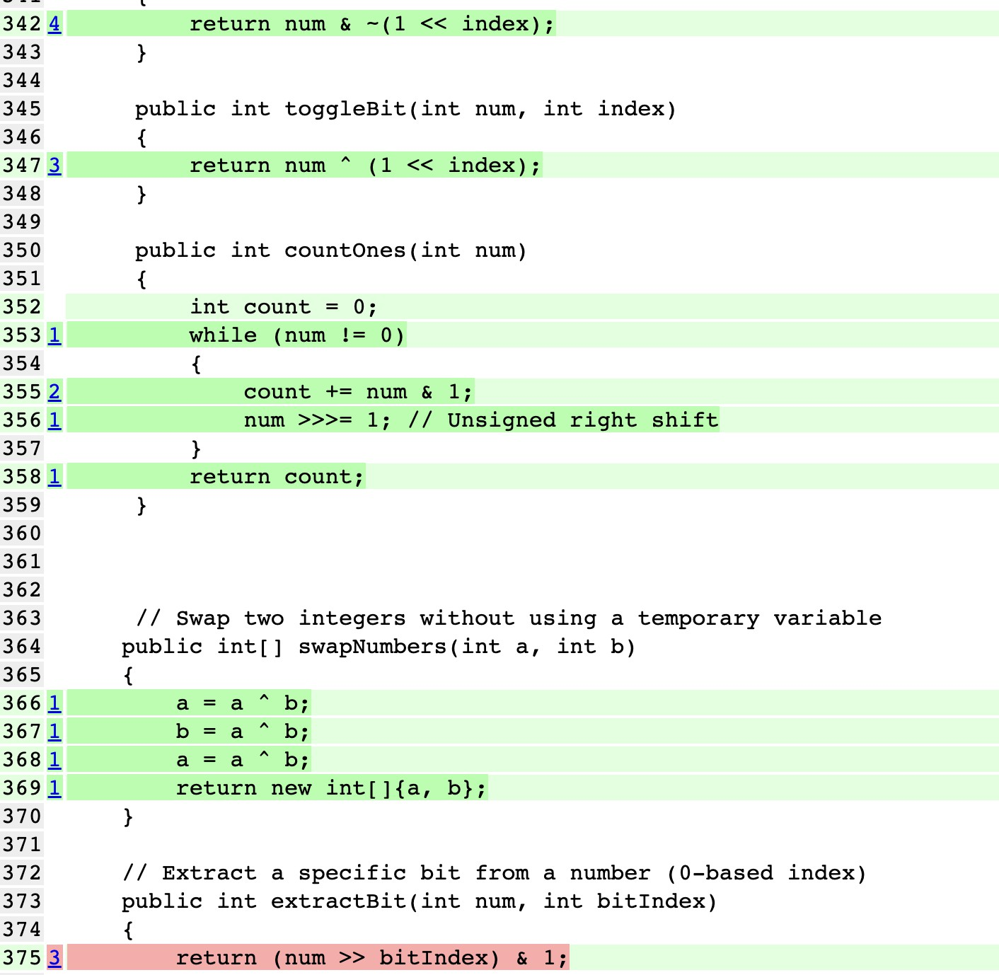 341 {
342 4 return num & ~(1 << index);
343 }
344
345 public int toggleBit(int num, int index)
346 {
347 3 return num ^ (1 << index);
348 }
349
350 public int countOnes(int num)
351 {
352 int count = 0;
353 1 while (num != 0)
354 {
355 2 count += num & 1;
356 1 num >>>= 1; // Unsigned right shift
357 }
358 1 return count;
359 }
360
361
362
363 // Swap two integers without using a temporary variable
364 public int[] swapNumbers(int a, int b)
365 {
366 1 a = a ^ b;
367 1 b = a ^ b;
368 1 a = a ^ b;
369 1 return new int[]{a, b};
370 }
371
372 // Extract a specific bit from a number (0-based index)
373 public int extractBit(int num, int bitIndex)
374 {
375 3 return (num >> bitIndex) & 1;